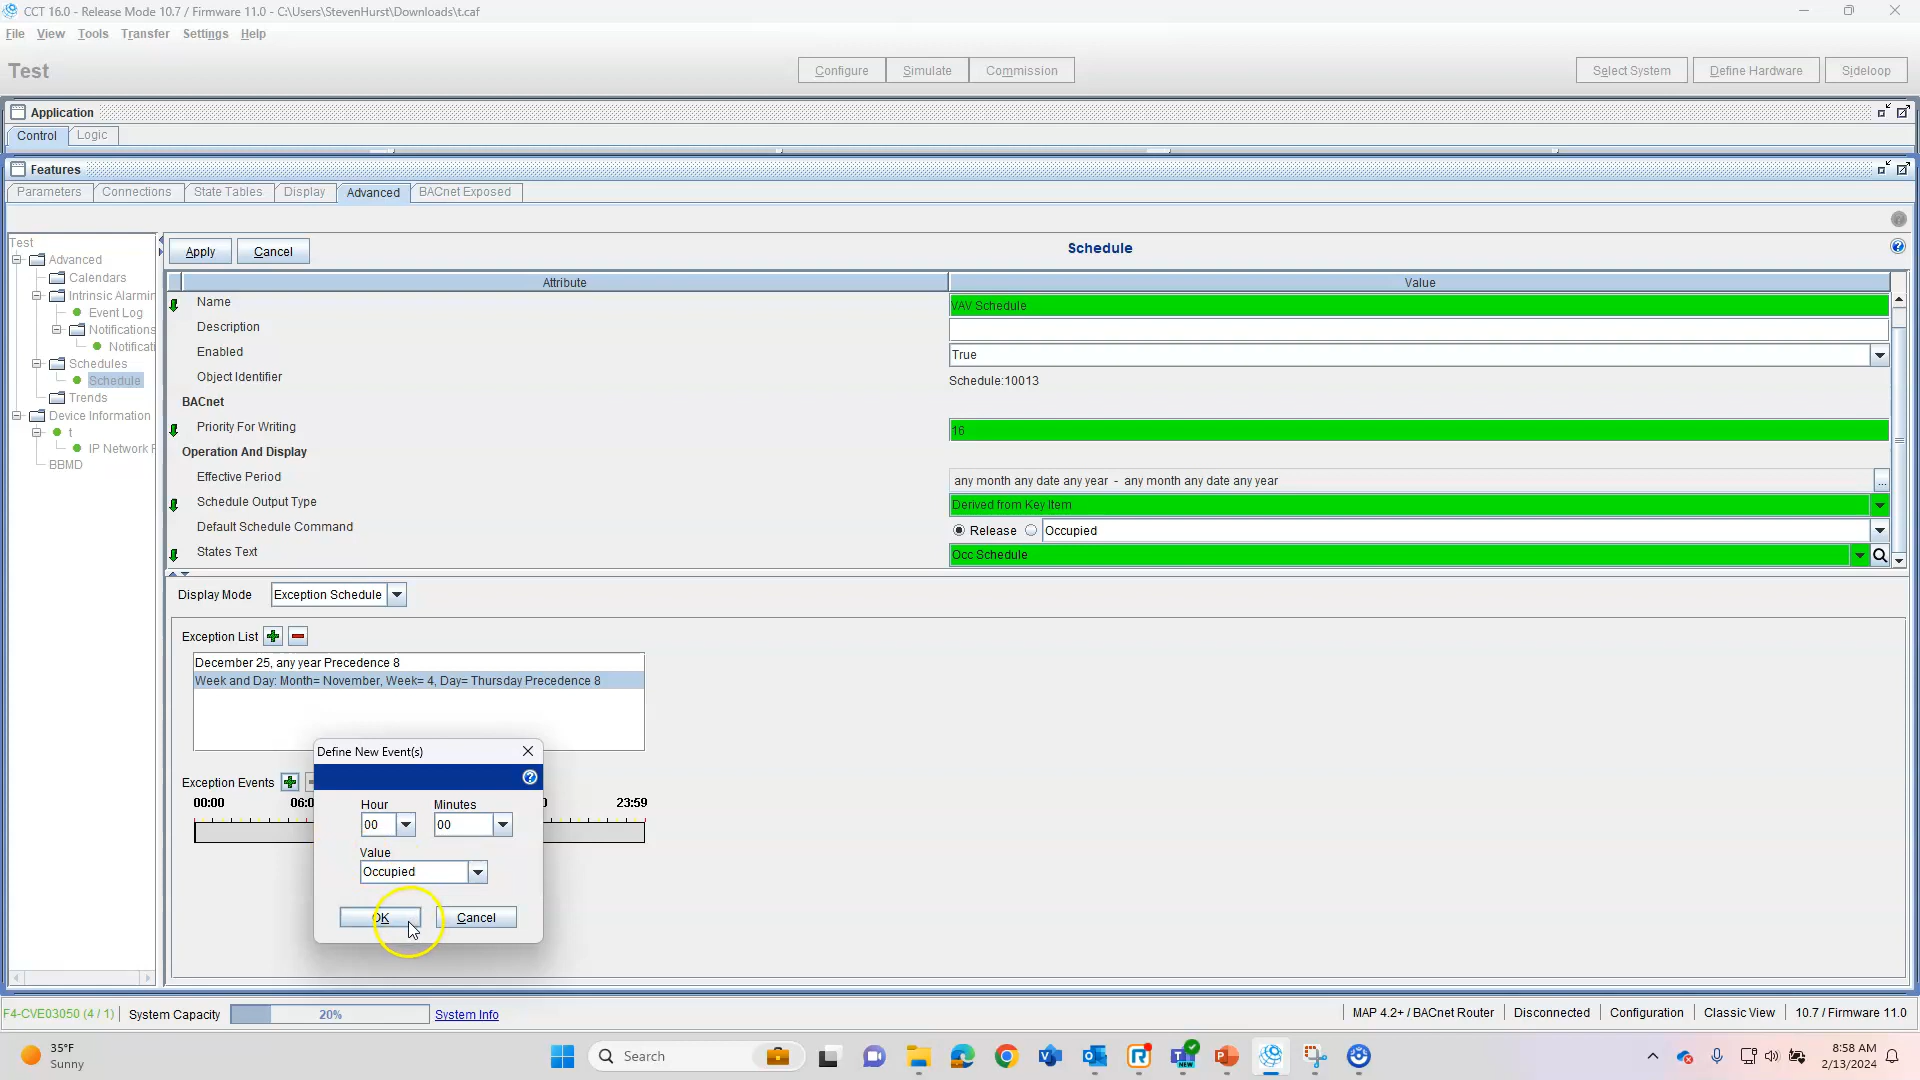 CCT 16.0 - Release Mode 10.7 / Firmware 11.0 - C:\Users\StevenHurst\Downloads\t.caf
File View Tools Transfer Settings Help
Test
Configure Simulate Commission
Select System Define Hardware Sideloop
Application
Control Logic
Features
Parameters Connections State Tables Display Advanced BACnet Exposed
Test
Advanced
Calendars
Intrinsic Alarmin
Event Log
Notifications
Notificati
Schedules
Schedule
Trends
Device Information
t
IP Network P
BBMD
Apply Cancel Schedule
Attribute Value
Name VAV Schedule
Description
Enabled True
Object Identifier Schedule:10013
BACnet
Priority For Writing 16
Operation And Display
Effective Period any month any date any year - any month any date any year ...
Schedule Output Type Derived from Key Item
Default Schedule Command Release Occupied
States Text Occ Schedule
Display Mode Exception Schedule
Exception List
December 25, any year Precedence 8
Week and Day: Month= November, Week= 4, Day= Thursday Precedence 8
Exception Events
00:00 06:0 0 23:59
Define New Event(s)
Hour Minutes
00 00
Value
Occupied
OK Cancel
F4-CVE03050 (4 / 1) System Capacity 20% System Info
MAP 4.2+ / BACnet Router Disconnected Configuration Classic View 10.7 / Firmware 11.0
35°F
Sunny
Search
NEW
8:58 AM
2/13/2024